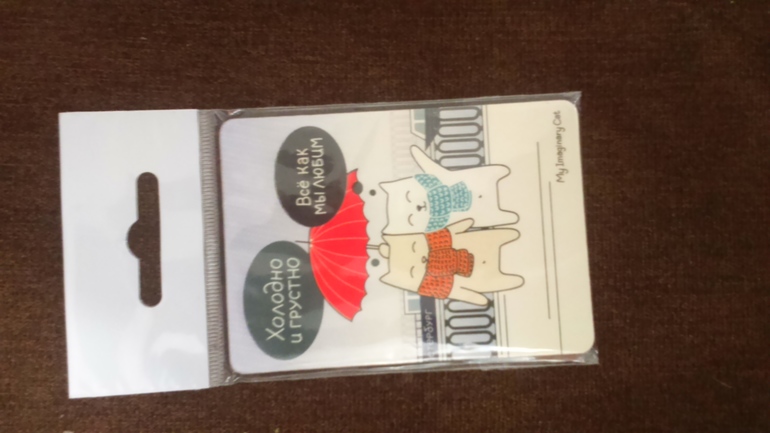 Холодно
и грустно
Всё как
мы любим
My Imaginary Cat